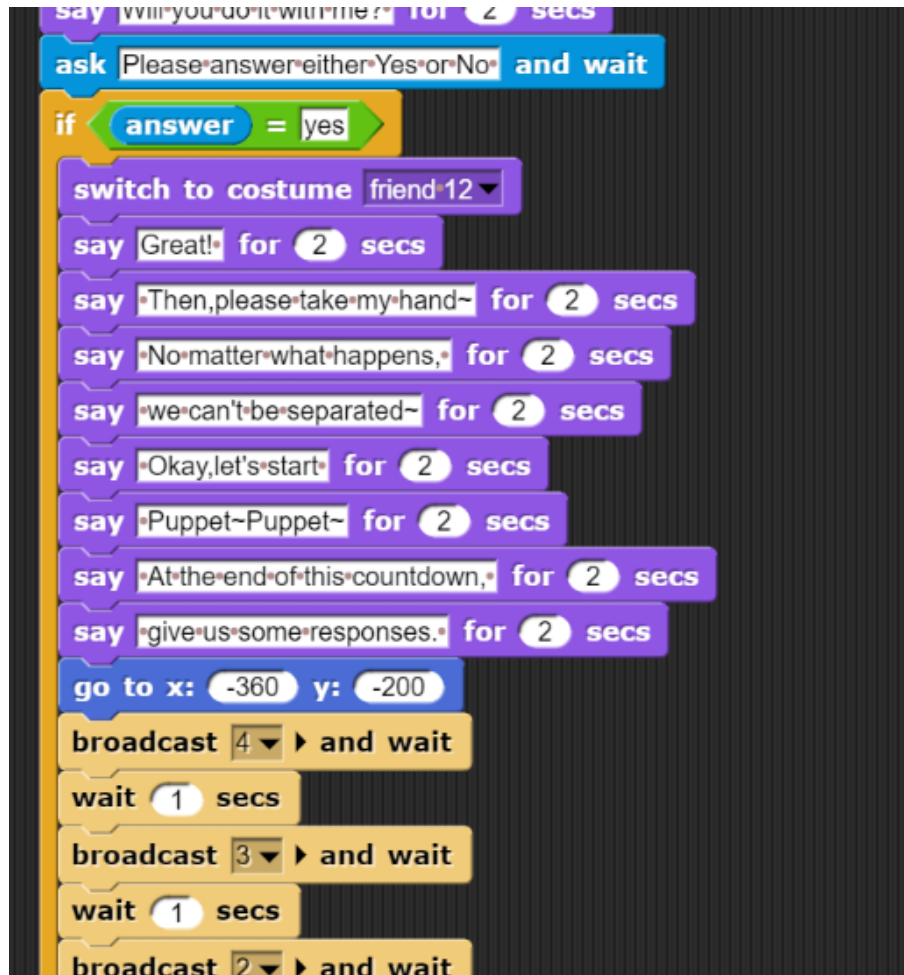 say Will you do it with me? for 2 secs
ask Please answer either Yes or No and wait
if answer = yes
switch to costume friend 12
say Great! for 2 secs
say Then,please take my hand~ for 2 secs
say No matter what happens, for 2 secs
say we can't be separated~ for 2 secs
say Okay,let's start for 2 secs
say Puppet~Puppet~ for 2 secs
say At the end of this countdown, for 2 secs
say give us some responses. for 2 secs
go to x: -360 y: -200
broadcast 4 and wait
wait 1 secs
broadcast 3 and wait
wait 1 secs
broadcast 2 and wait